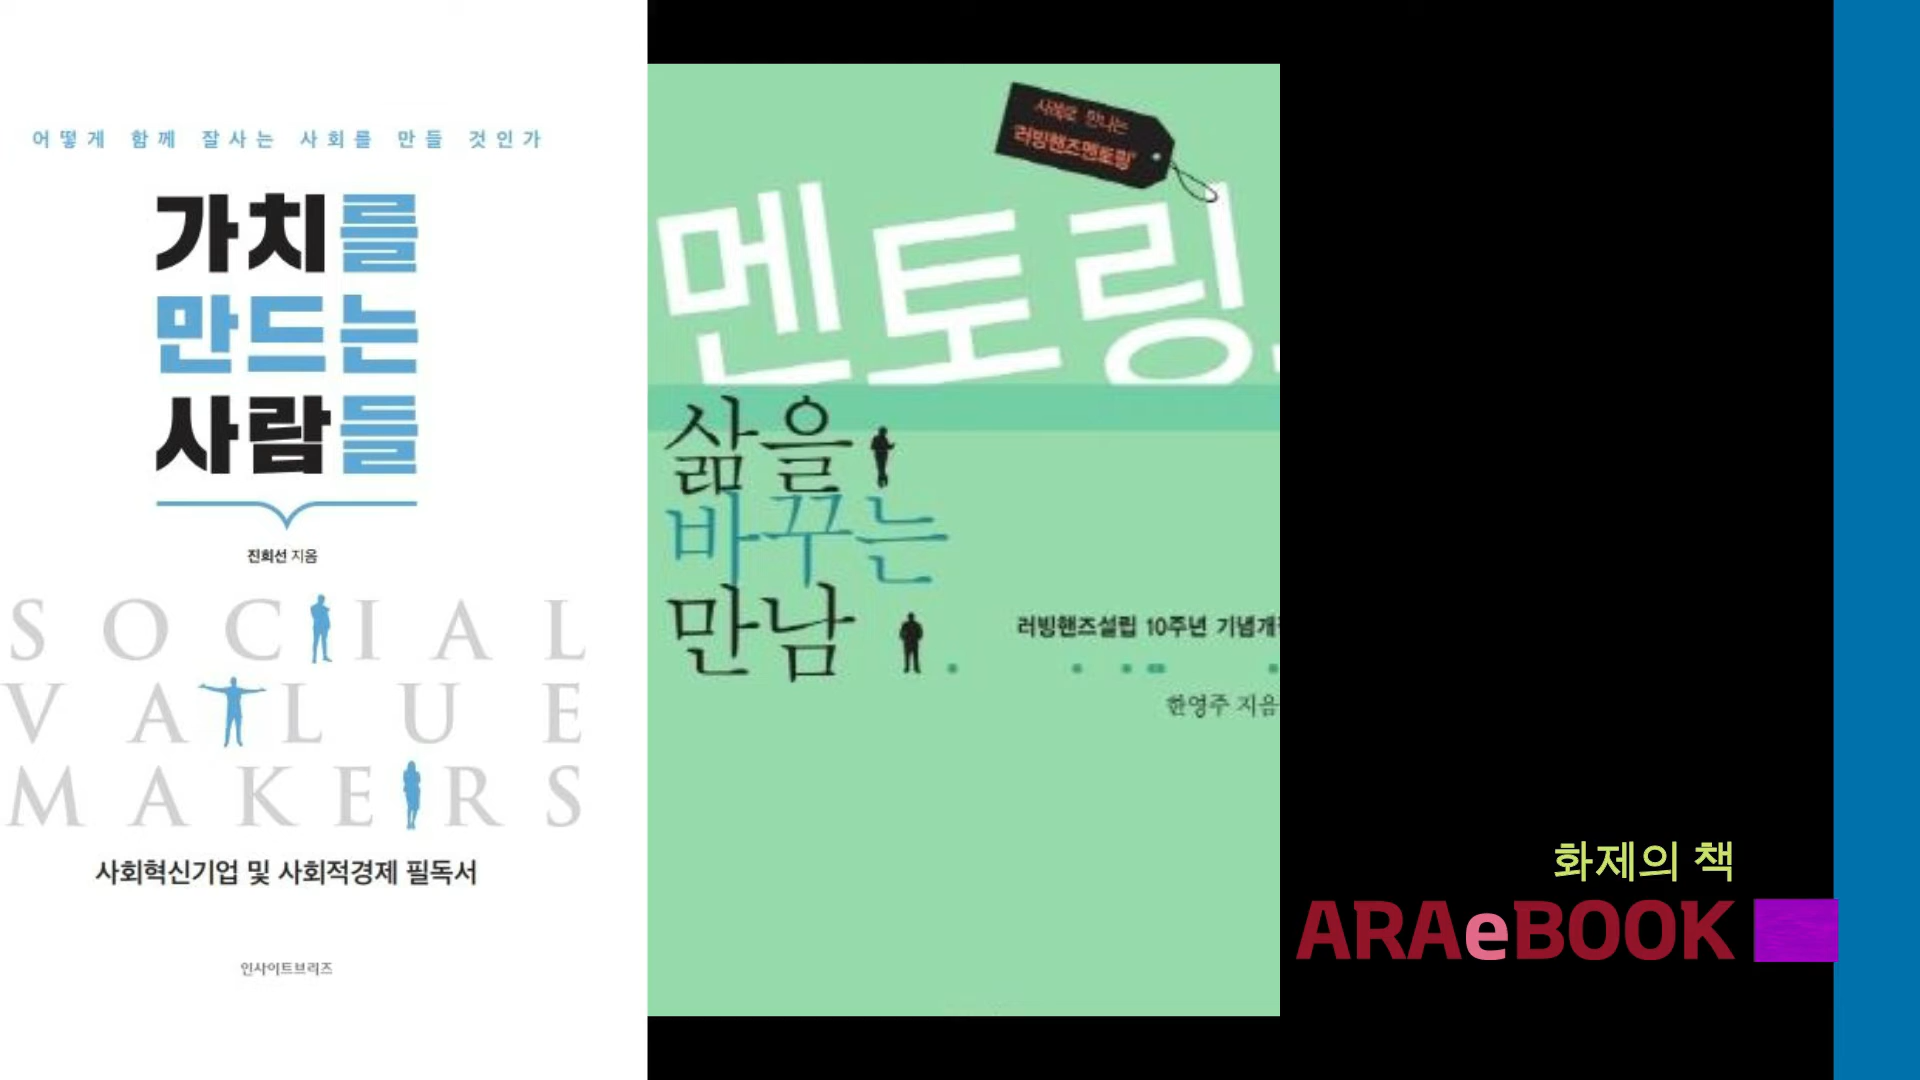 어떻게 함께 잘사는 사회를 만들 것인가
가치를
만드는
사람들
진희선 지음
SOCIAL
VALUE
MAKERS
사회혁신기업 및 사회적경제 필독서
인사이트브리즈
사례로 만나는
러빙핸즈멘토링
멘토링
삶을
바꾸는
만남
러빙핸즈설립 10주년 기념개
한영주 지음
화제의 책
ARAeBOOK